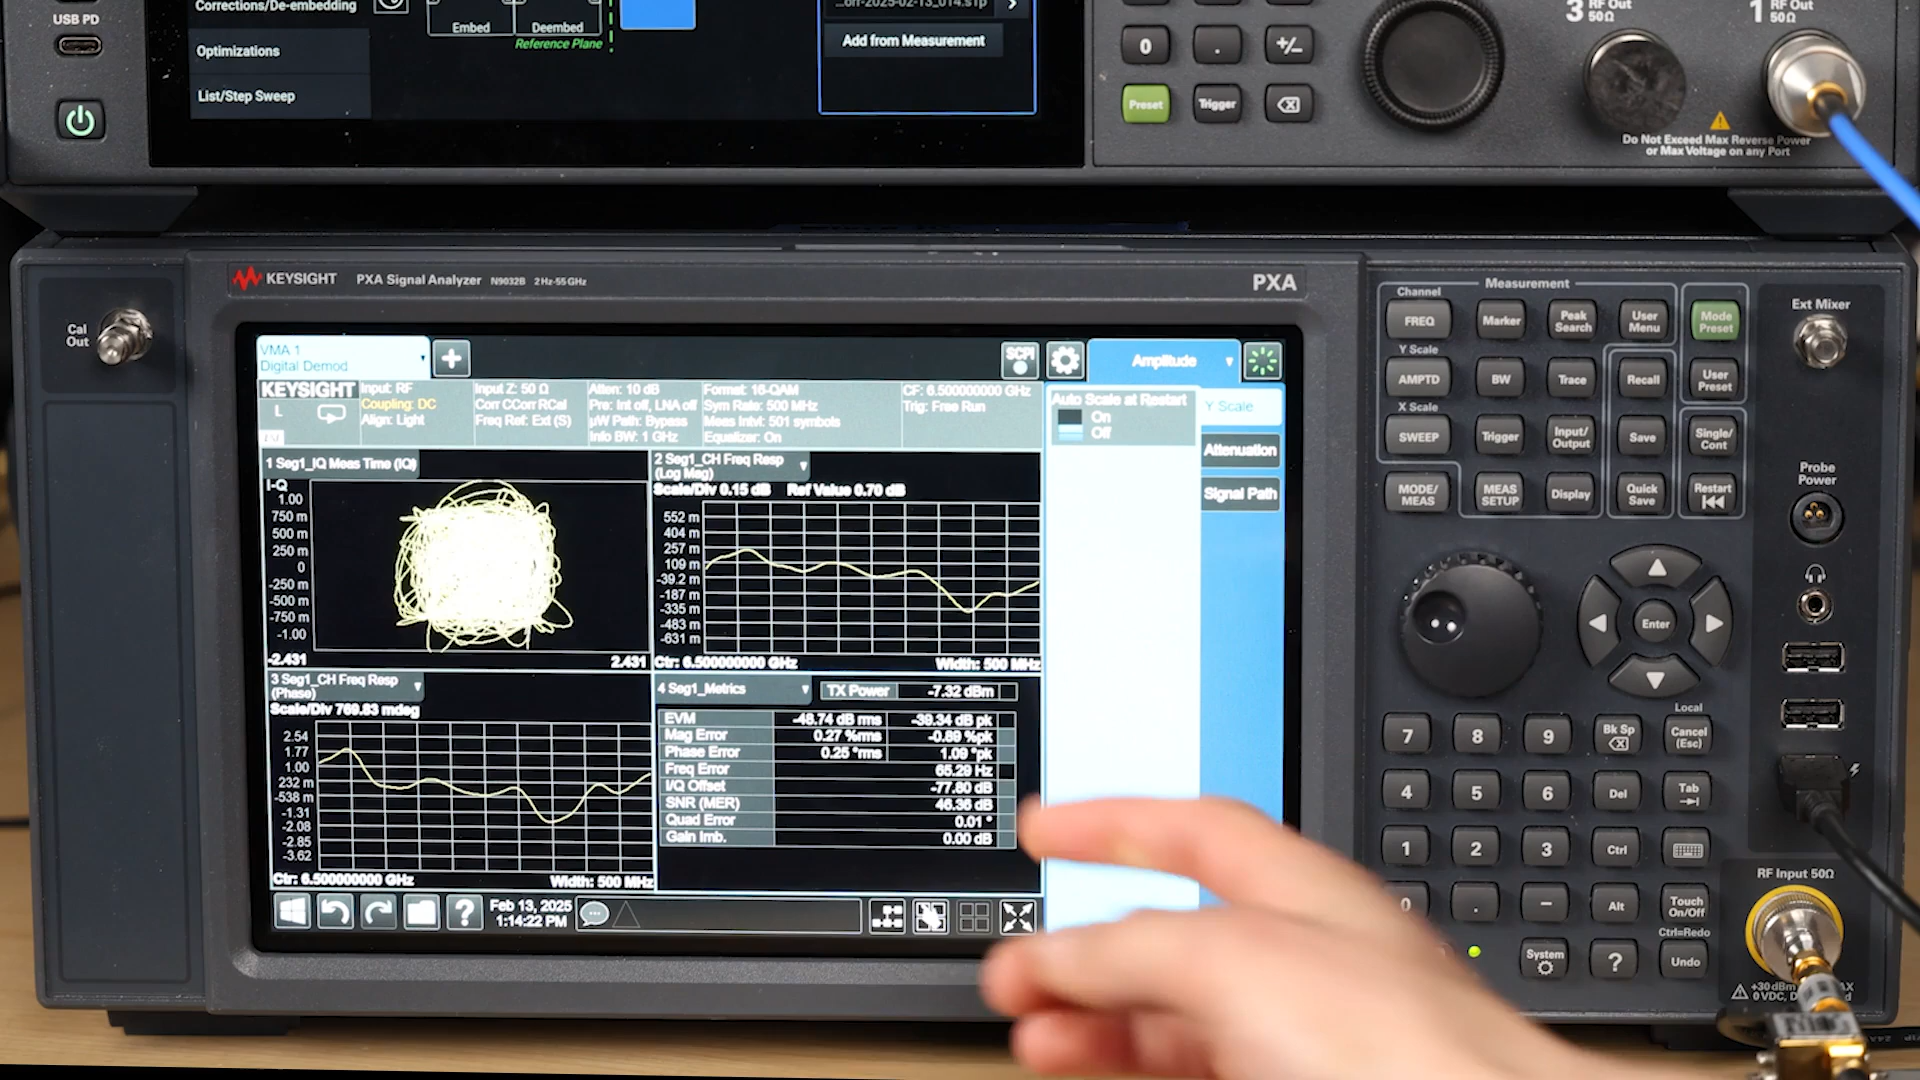 USB PD
Corrections/De-embedding
Optimizations
List/Step Sweep
Embed
Deembed
Reference Plane
Add from Measurement
0
.
+/-
Preset
Trigger
3 RF Out 50Ω
1 RF Out 50Ω
Do Not Exceed Max Reverse Power
or Max Voltage on any Port
KEYSIGHT PXA Signal Analyzer N9032B 2 Hz-55 GHz
PXA
Cal Out
VMA 1
Digital Demod
SCPI
Amplitude
KEYSIGHT
L
Input: RF
Coupling: DC
Align: Light
Input Z: 50 Ω
Corr CCorr RCal
Freq Ref: Ext (S)
Atten: 10 dB
Pre: Int off, LNA off
µW Path: Bypass
Info BW: 1 GHz
Format: 16-QAM
Sym Rate: 500 MHz
Meas Intvl: 501 symbols
Equalizer: On
CF: 6.500000000 GHz
Trig: Free Run
Auto Scale at Restart
On
Off
Y Scale
Attenuation
Signal Path
1 Seg1_IQ Meas Time (IQ)
I-Q
1.00
750 m
500 m
250 m
0
-250 m
-500 m
-750 m
-1.00
-2.431
2.431
2 Seg1_CH Freq Resp
(Log Mag)
Scale/Div 0.15 dB Ref Value 0.70 dB
552 m
404 m
257 m
109 m
-39.2 m
-187 m
-335 m
-483 m
-631 m
Ctr: 6.500000000 GHz
Width: 500 MHz
3 Seg1_CH Freq Resp
(Phase)
Scale/Div 769.83 mdeg
2.54
1.77
1.00
232 m
-538 m
-1.31
-2.08
-2.85
-3.62
Ctr: 6.500000000 GHz
Width: 500 MHz
4 Seg1_Metrics
TX Power -7.32 dBm
EVM -48.74 dB rms -39.34 dB pk
Mag Error 0.27 %rms -0.89 %pk
Phase Error 0.25 °rms 1.09 °pk
Freq Error 65.29 Hz
I/Q Offset -77.80 dB
SNR (MER) 46.36 dB
Quad Error 0.01 °
Gain Imb. 0.00 dB
?
Feb 13, 2025
1:14:22 PM
Measurement
Channel
FREQ
Marker
Peak Search
User Menu
Mode Preset
Y Scale
AMPTD
BW
Trace
Recall
User Preset
X Scale
SWEEP
Trigger
Input/Output
Save
Single/Cont
MODE/MEAS
MEAS SETUP
Display
Quick Save
Restart
Enter
Local
7
8
9
Bk Sp
Cancel (Esc)
4
5
6
Del
Tab
1
2
3
Ctrl
0
.
−
Alt
Touch On/Off
Ctrl=Redo
System
?
Undo
Ext Mixer
Probe Power
RF Input 50Ω
+30 dBm
0 VDC,